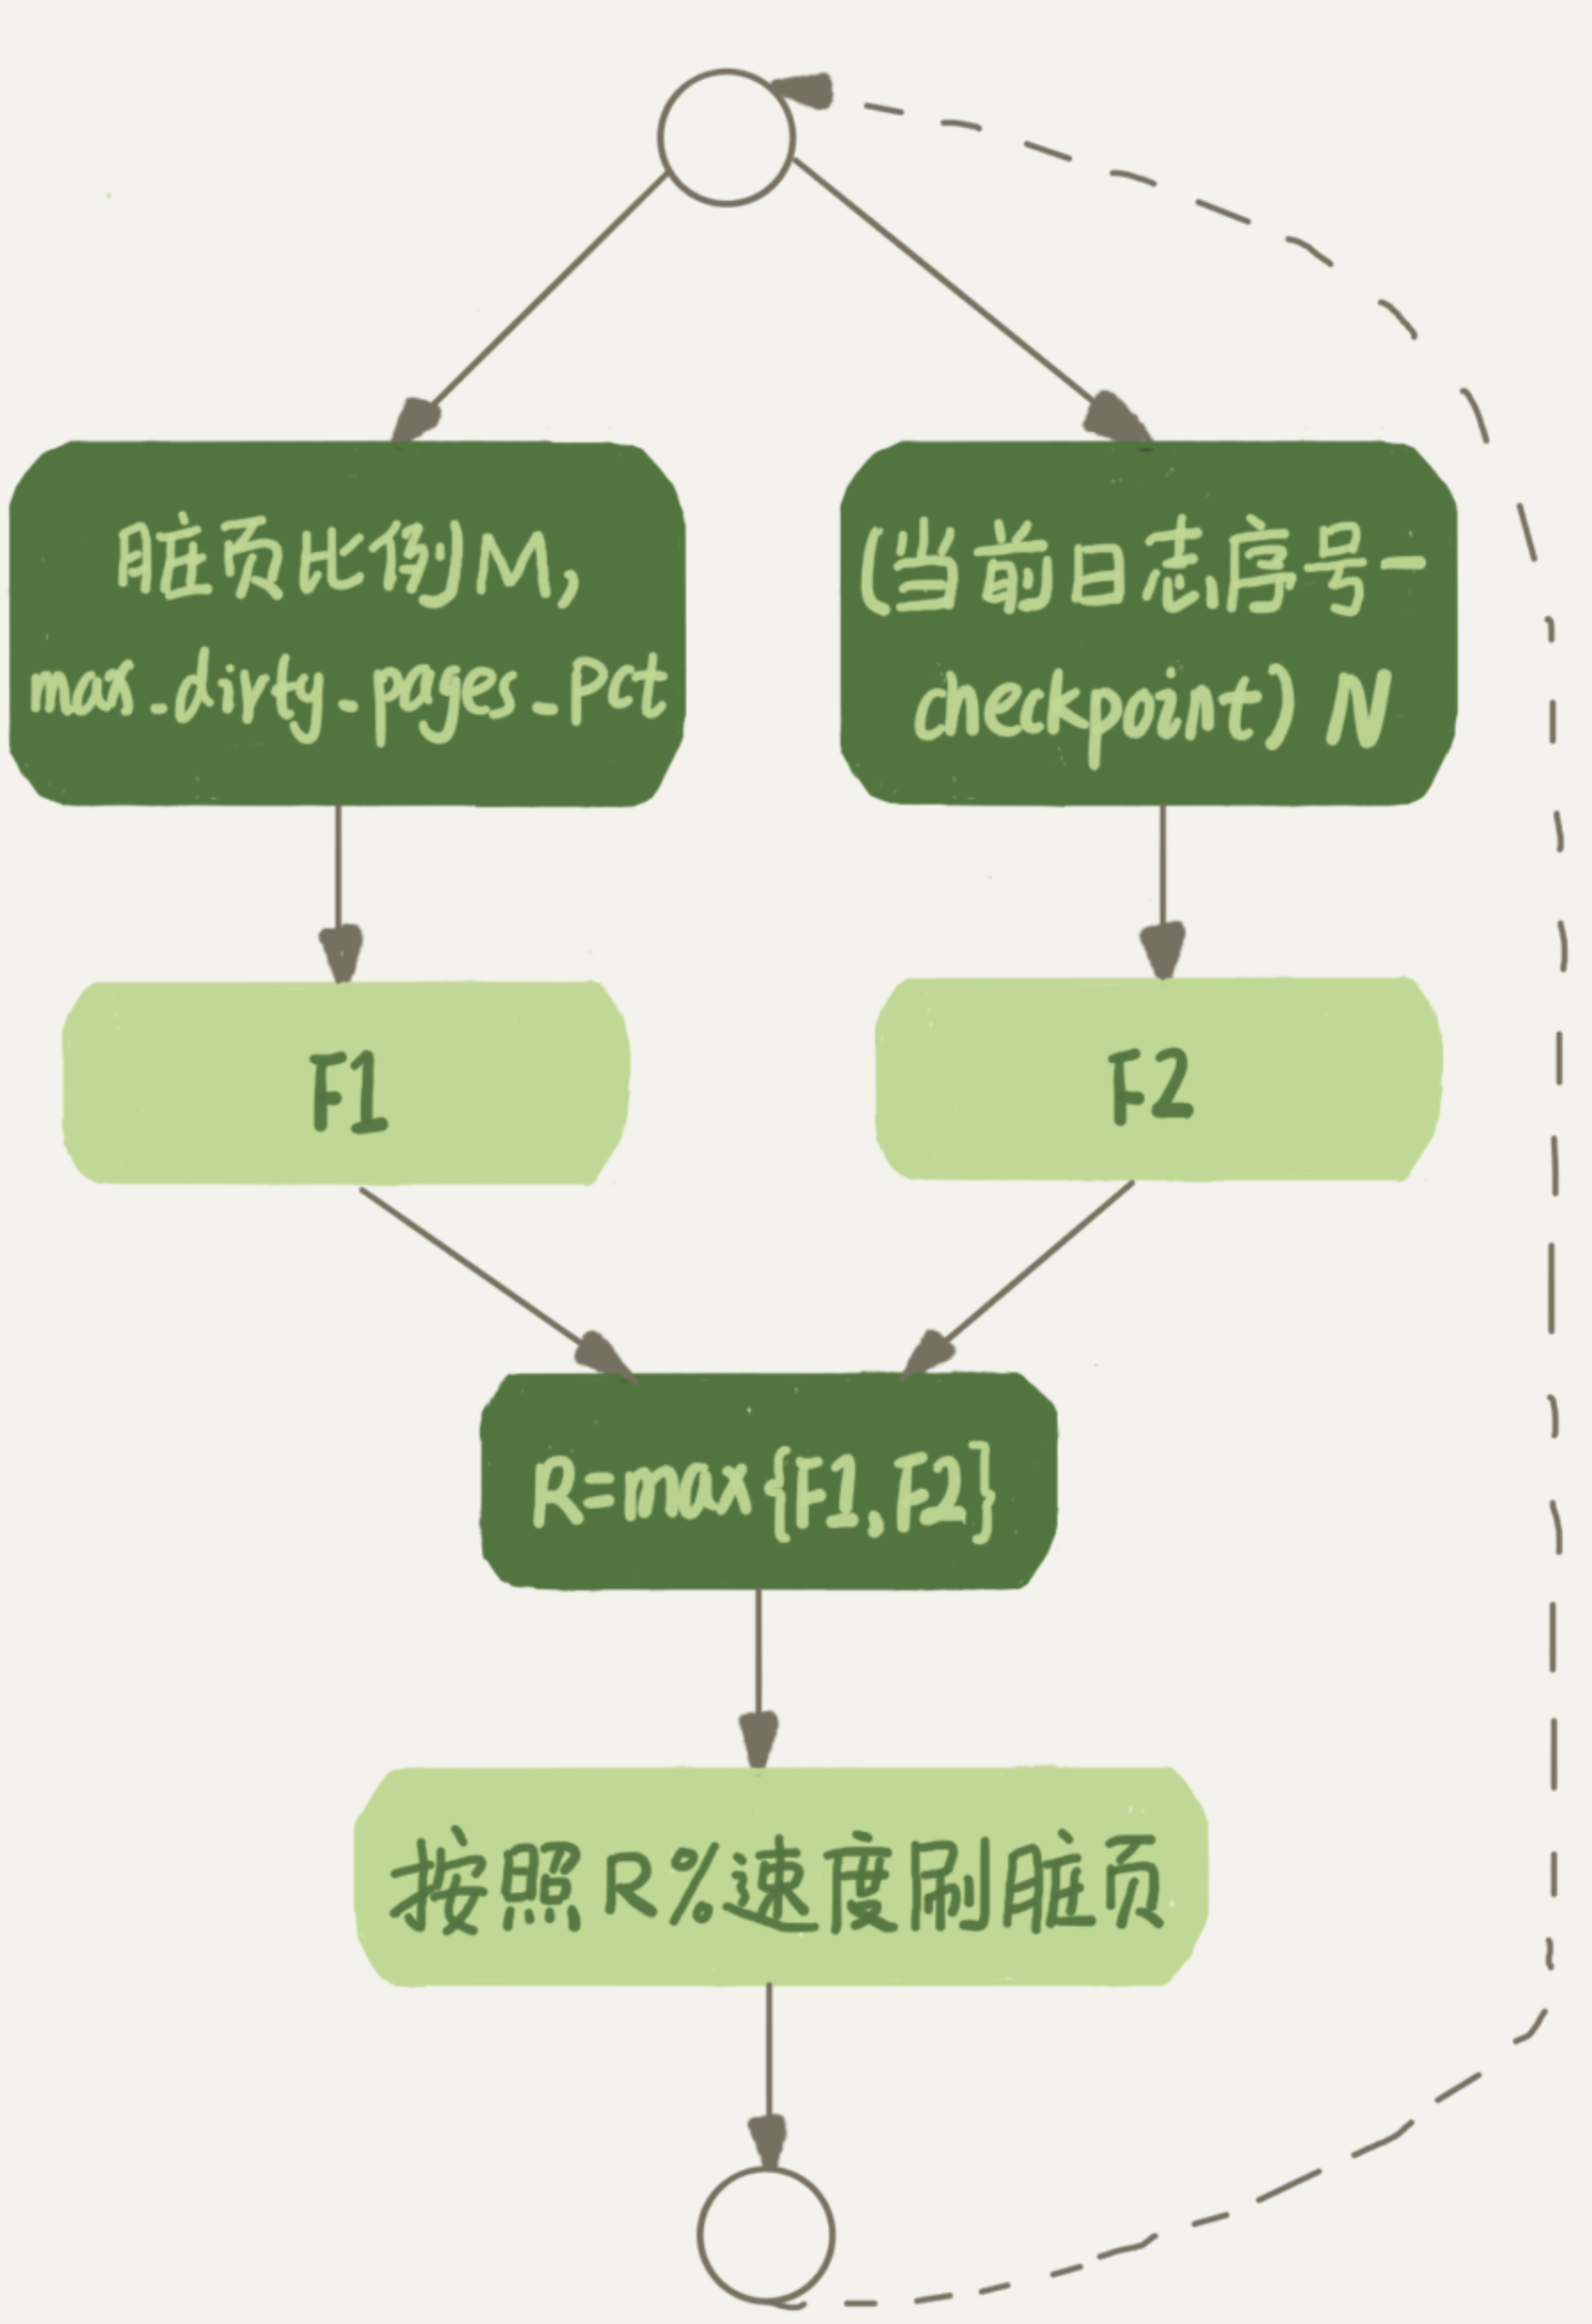 脏页比例M,
max_dirty_pages_pct
(当前日志序号-
checkpoint) N
F1
F2
R=max{F1,F2}
按照R%速度刷脏页